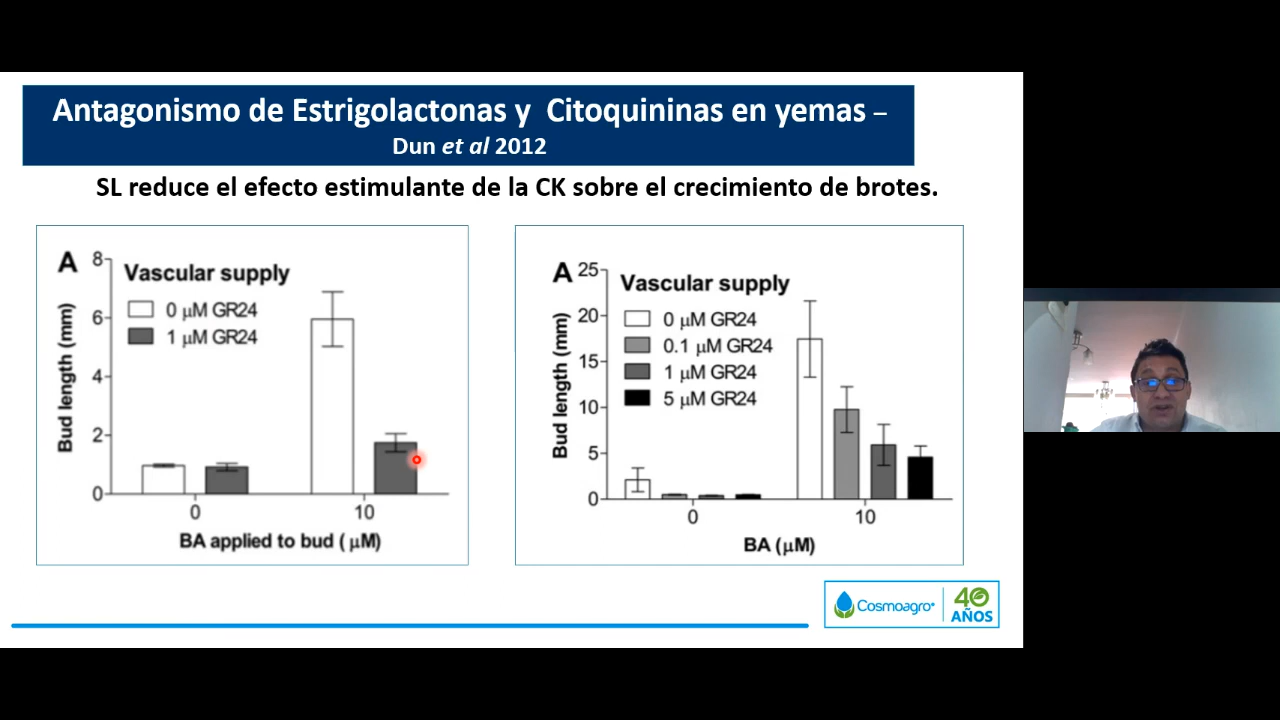 Antagonismo de Estrigolactonas y Citoquininas en yemas –
Dun et al 2012
SL reduce el efecto estimulante de la CK sobre el crecimiento de brotes.
A
8
6
4
2
0
Bud length (mm)
Vascular supply
0 μM GR24
1 μM GR24
0
10
BA applied to bud ( μM)
A
25
20
15
10
5
0
Bud length (mm)
Vascular supply
0 μM GR24
0.1 μM GR24
1 μM GR24
5 μM GR24
0
10
BA (μM)
Cosmoagro
40
AÑOS